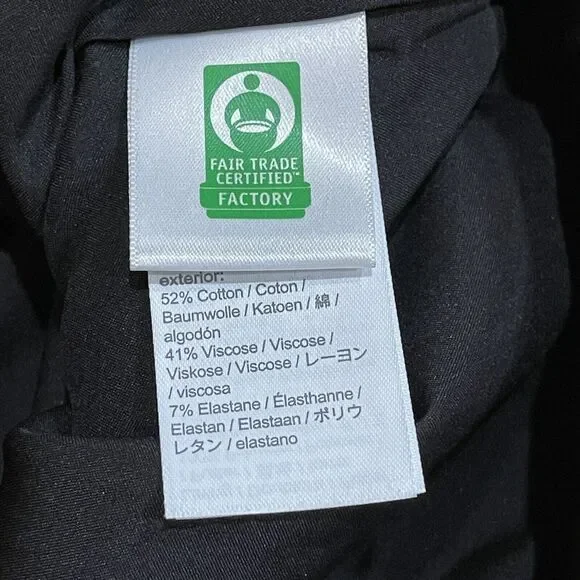 FAIR TRADE
CERTIFIED™
FACTORY
exterior:
52% Cotton / Coton /
Baumwolle / Katoen / 綿 /
algodón
41% Viscose / Viscose /
Viskose / Viscose / レーヨン
/ viscosa
7% Elastane / Élasthanne /
Elastan / Elastaan / ポリウ
レタン / elastano